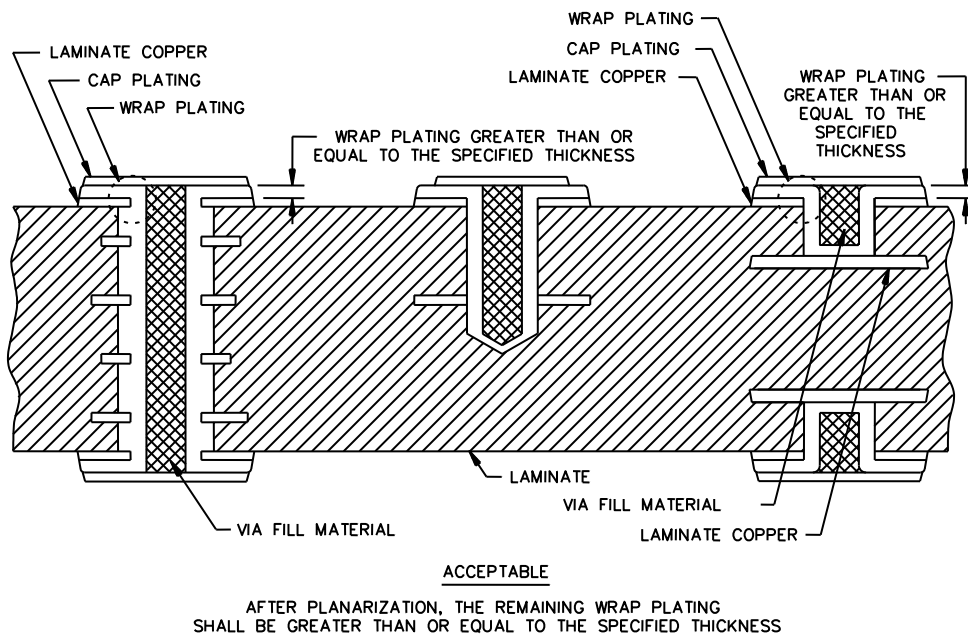 WRAP PLATING
CAP PLATING
LAMINATE COPPER
LAMINATE COPPER
CAP PLATING
WRAP PLATING
WRAP PLATING
GREATER THAN OR
EQUAL TO THE
SPECIFIED
THICKNESS
WRAP PLATING GREATER THAN OR
EQUAL TO THE SPECIFIED THICKNESS
LAMINATE
VIA FILL MATERIAL
VIA FILL MATERIAL
LAMINATE COPPER
ACCEPTABLE
AFTER PLANARIZATION, THE REMAINING WRAP PLATING
SHALL BE GREATER THAN OR EQUAL TO THE SPECIFIED THICKNESS